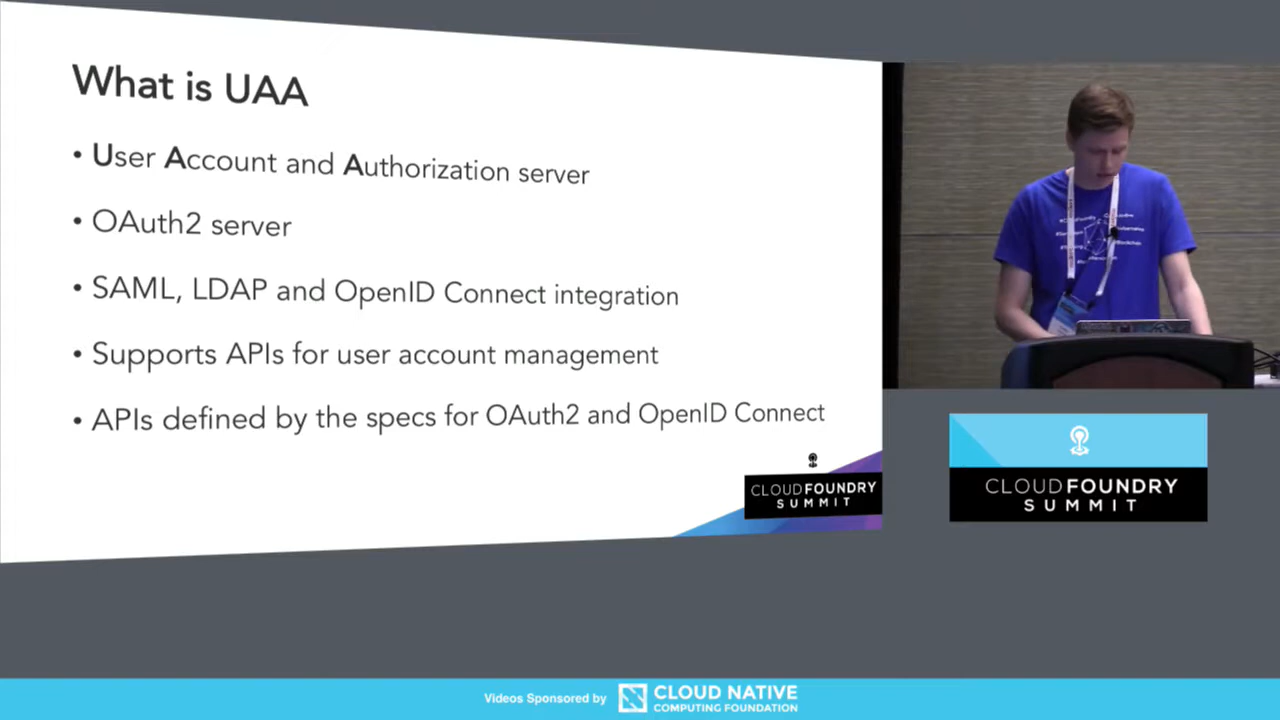 What is UAA
• User Account and Authorization server
• OAuth2 server
• SAML, LDAP and OpenID Connect integration
• Supports APIs for user account management
• APIs defined by the specs for OAuth2 and OpenID Connect
CLOUDFOUNDRY
SUMMIT
CLOUDFOUNDRY
SUMMIT
Videos Sponsored by
CLOUD NATIVE
COMPUTING FOUNDATION